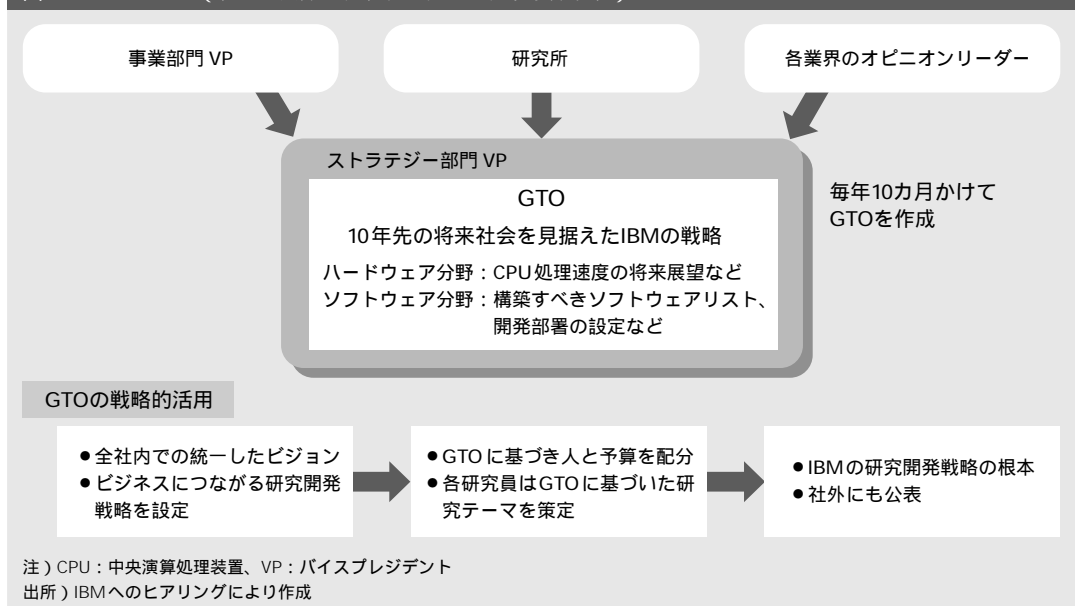 事業部門 VP
研究所
各業界のオピニオンリーダー
ストラテジー部門 VP
GTO
10年先の将来社会を見据えたIBMの戦略
ハードウェア分野：CPU処理速度の将来展望など
ソフトウェア分野：構築すべきソフトウェアリスト、
開発部署の設定など
毎年10カ月かけて
GTOを作成
GTOの戦略的活用
●全社内での統一したビジョン
●ビジネスにつながる研究開発
戦略を設定
●GTOに基づき人と予算を配分
●各研究員はGTOに基づいた研
究テーマを策定
●IBMの研究開発戦略の根本
●社外にも公表
注）CPU：中央演算処理装置、VP：バイスプレジデント
出所）IBMへのヒアリングにより作成